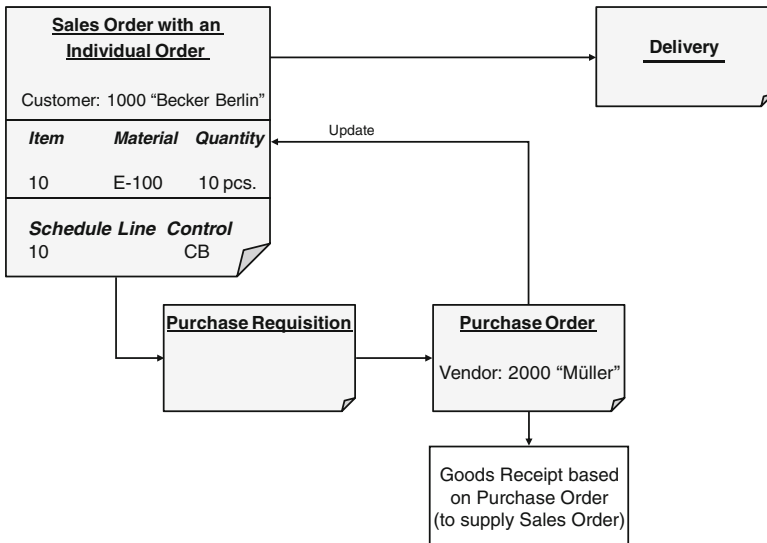 Sales Order with an
Individual Order
Customer: 1000 “Becker Berlin”
Item Material Quantity
10 E-100 10 pcs.
Schedule Line Control
10 CB
Delivery
Update
Purchase Requisition
Purchase Order
Vendor: 2000 “Müller”
Goods Receipt based
on Purchase Order
(to supply Sales Order)